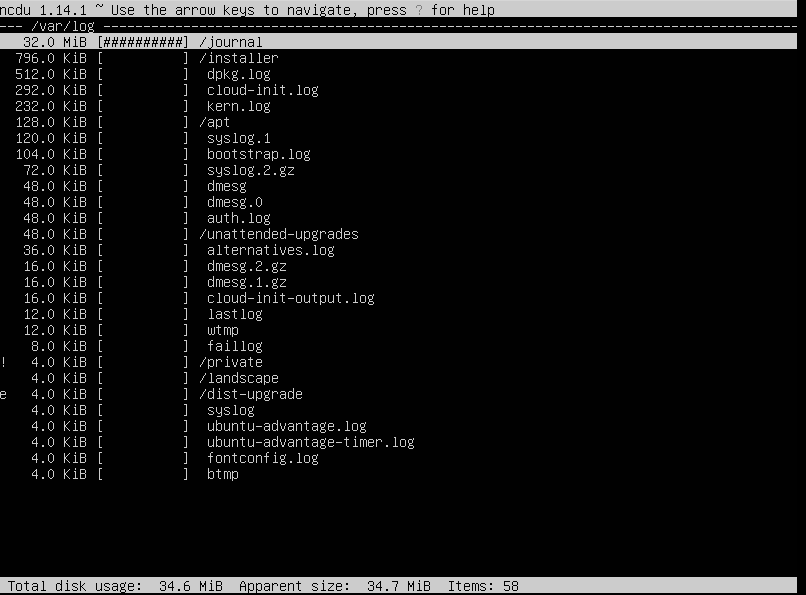 ncdu 1.14.1 ~ Use the arrow keys to navigate, press ? for help
--- /var/log ---------------------------------------------------------------------------------------
   32.0 MiB [##########] /journal
  796.0 KiB [          ] /installer
  512.0 KiB [          ]  dpkg.log
  292.0 KiB [          ]  cloud-init.log
  232.0 KiB [          ]  kern.log
  128.0 KiB [          ] /apt
  120.0 KiB [          ]  syslog.1
  104.0 KiB [          ]  bootstrap.log
   72.0 KiB [          ]  syslog.2.gz
   48.0 KiB [          ]  dmesg
   48.0 KiB [          ]  dmesg.0
   48.0 KiB [          ]  auth.log
   48.0 KiB [          ] /unattended-upgrades
   36.0 KiB [          ]  alternatives.log
   16.0 KiB [          ]  dmesg.2.gz
   16.0 KiB [          ]  dmesg.1.gz
   16.0 KiB [          ]  cloud-init-output.log
   12.0 KiB [          ]  lastlog
   12.0 KiB [          ]  wtmp
    8.0 KiB [          ]  faillog
!   4.0 KiB [          ] /private
    4.0 KiB [          ] /landscape
e   4.0 KiB [          ] /dist-upgrade
    4.0 KiB [          ]  syslog
    4.0 KiB [          ]  ubuntu-advantage.log
    4.0 KiB [          ]  ubuntu-advantage-timer.log
    4.0 KiB [          ]  fontconfig.log
    4.0 KiB [          ]  btmp
 Total disk usage:  34.6 MiB  Apparent size:  34.7 MiB  Items: 58